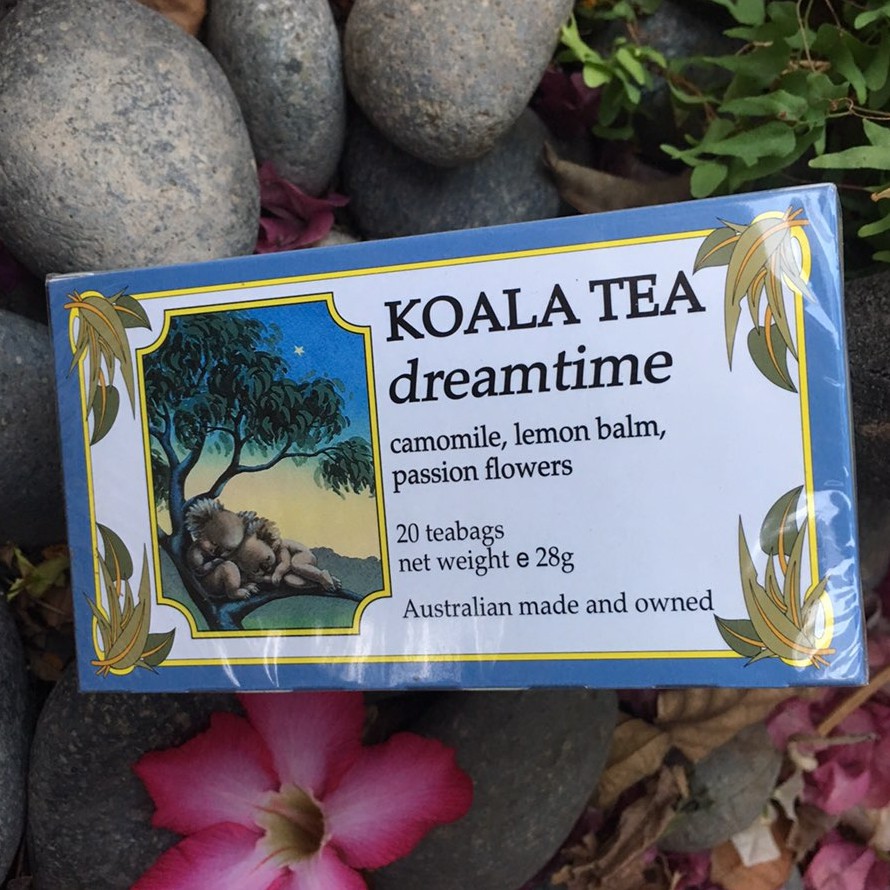 KOALA TEA
dreamtime
camomile, lemon balm,
passion flowers
20 teabags
net weight e 28g
Australian made and owned